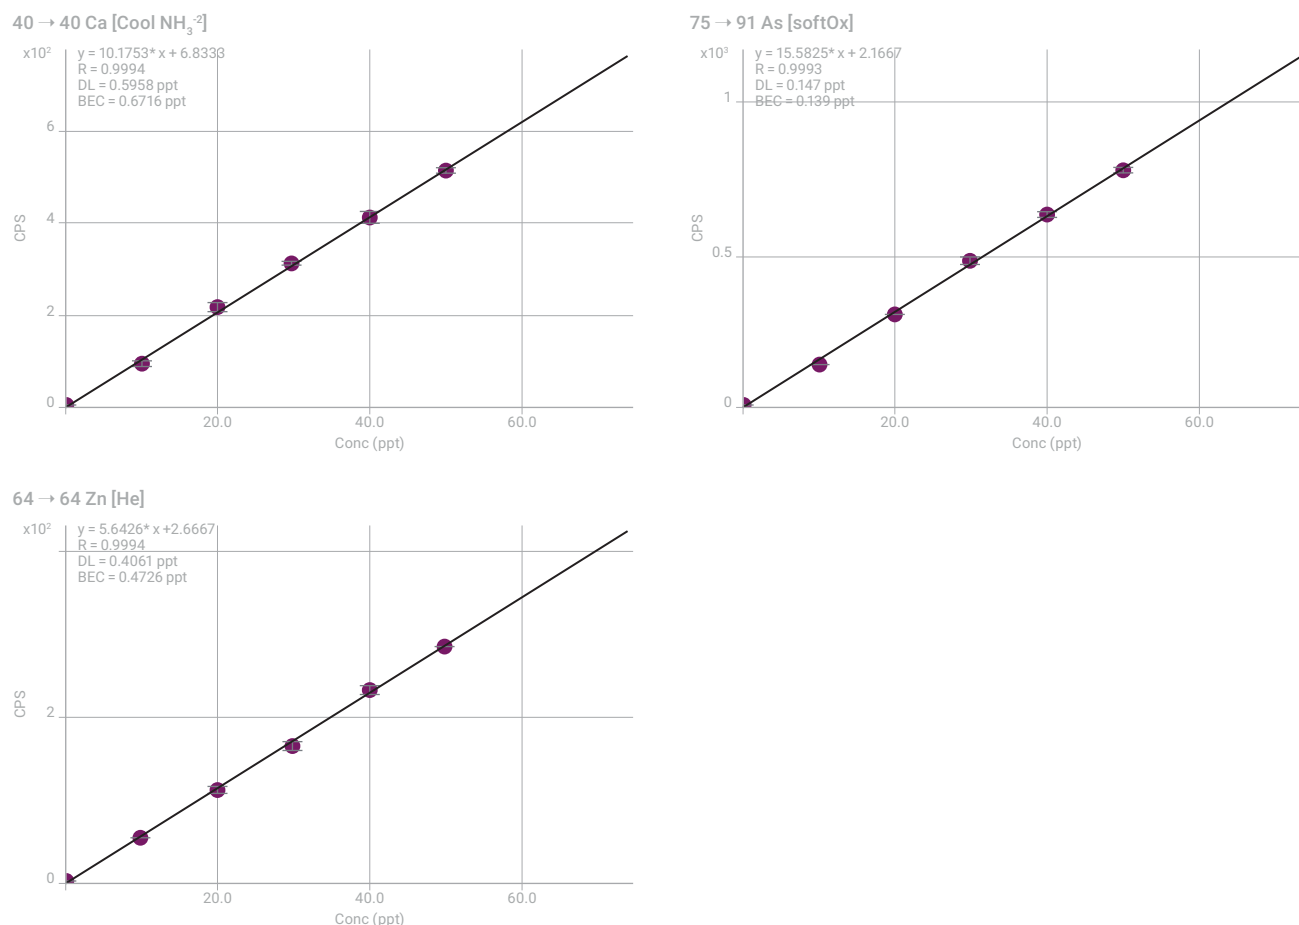 40 → 40 Ca [Cool NH3-2]
x10²
y = 10.1753* x + 6.8333
R = 0.9994
DL = 0.5958 ppt
BEC = 0.6716 ppt
6
4
2
0
CPS
20.0
40.0
60.0
Conc (ppt)
75 → 91 As [softOx]
x10³
y = 15.5825* x + 2.1667
R = 0.9993
DL = 0.147 ppt
BEC = 0.139 ppt
1
0.5
0
CPS
20.0
40.0
60.0
Conc (ppt)
64 → 64 Zn [He]
x10²
y = 5.6426* x +2.6667
R = 0.9994
DL = 0.4061 ppt
BEC = 0.4726 ppt
2
0
CPS
20.0
40.0
60.0
Conc (ppt)